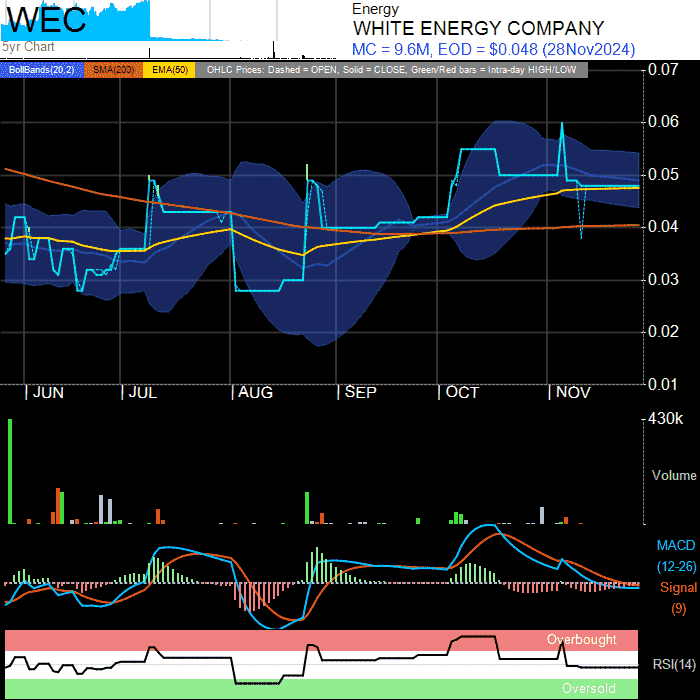 WEC
Energy
WHITE ENERGY COMPANY
5yr Chart
MC = 9.6M, EOD = $0.048 (28Nov2024)
BollBands(20,2) SMA(200) EMA(50) OHLC Prices: Dashed = OPEN, Solid = CLOSE, Green/Red bars = Intra-day HIGH/LOW
0.07
0.06
0.05
0.04
0.03
0.02
0.01
JUN JUL AUG SEP OCT NOV
430k
Volume
MACD
(12-26)
Signal
(9)
Overbought
RSI(14)
Oversold